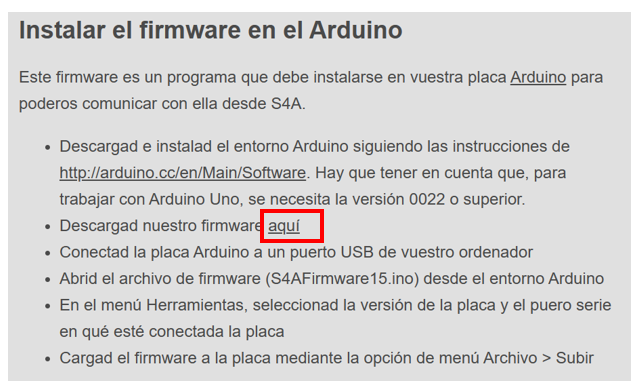 Instalar el firmware en el Arduino
Este firmware es un programa que debe instalarse en vuestra placa Arduino para
poderos comunicar con ella desde S4A.
• Descargad e instalad el entorno Arduino siguiendo las instrucciones de
http://arduino.cc/en/Main/Software. Hay que tener en cuenta que, para
trabajar con Arduino Uno, se necesita la versión 0022 o superior.
• Descargad nuestro firmware aquí
• Conectad la placa Arduino a un puerto USB de vuestro ordenador
• Abrid el archivo de firmware (S4AFirmware15.ino) desde el entorno Arduino
• En el menú Herramientas, seleccionad la versión de la placa y el puero serie
en qué esté conectada la placa
• Cargad el firmware a la placa mediante la opción de menú Archivo > Subir